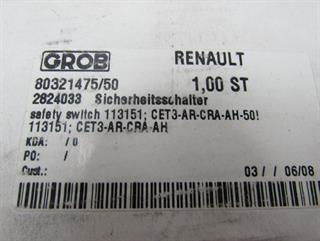 GROB RENAULT
80321475/50 1,00 ST
2824033 Sicherheitsschalter
safety switch 113151; CET3-AR-CRA-AH-50!
113151; CET3-AR-CRA-AH
KDA: / 0
PO: /
Cust.: 03/ / 06/08